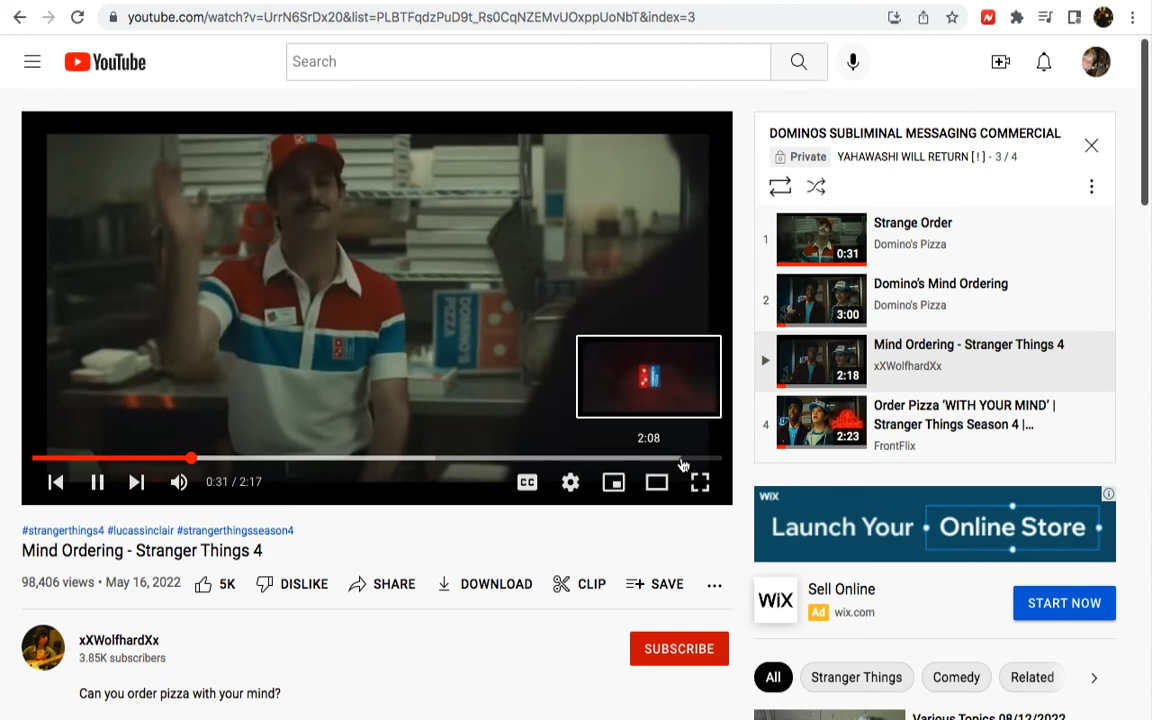 youtube.com/watch?v=UrrN6SrDx20&list=PLBTFqdzPuD9t_Rs0CqNZEMvUOxppUoNbT&index=3
YouTube
Search
DOMINO'S PIZZA
2:08
0:31 / 2:17
CC
#strangerthings4 #lucassinclair #strangerthingsseason4
Mind Ordering - Stranger Things 4
98,406 views • May 16, 2022
5K
DISLIKE
SHARE
DOWNLOAD
CLIP
SAVE
xXWolfhardXx
3.85K subscribers
SUBSCRIBE
Can you order pizza with your mind?
DOMINOS SUBLIMINAL MESSAGING COMMERCIAL
Private
YAHAWASHI WILL RETURN [ ! ] - 3 / 4
1
0:31
Strange Order
Domino's Pizza
2
3:00
Domino's Mind Ordering
Domino's Pizza
2:18
Mind Ordering - Stranger Things 4
xXWolfhardXx
4
2:23
Order Pizza ‘WITH YOUR MIND’ |
Stranger Things Season 4 |...
FrontFlix
WIX
Launch Your Online Store
WIX
Sell Online
Ad wix.com
START NOW
All
Stranger Things
Comedy
Related
Various Topics 08/12/2022